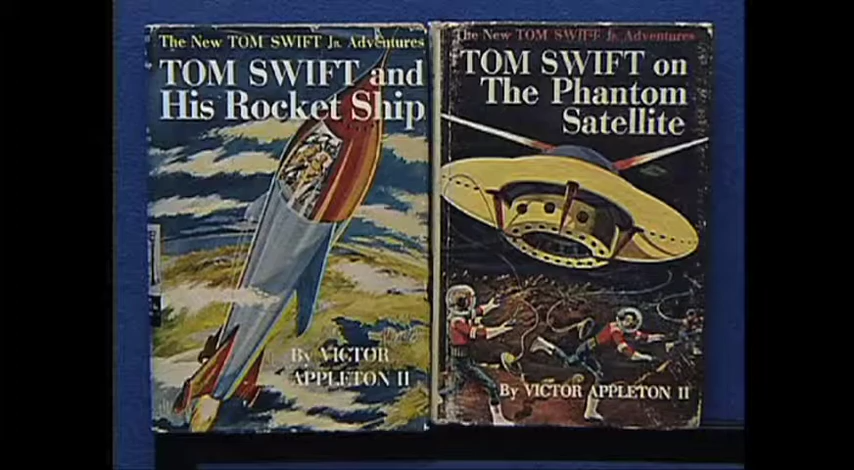 The New TOM SWIFT Jr. Adventures
TOM SWIFT and
His Rocket Ship
By VICTOR
APPLETON II
The New TOM SWIFT Jr. Adventures
TOM SWIFT on
The Phantom
Satellite
By VICTOR APPLETON II